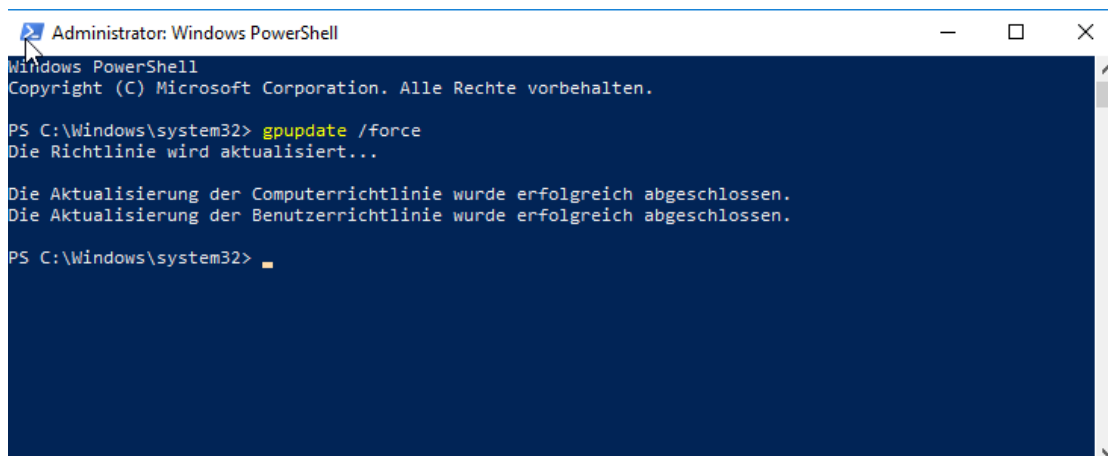 Administrator: Windows PowerShell
Windows PowerShell
Copyright (C) Microsoft Corporation. Alle Rechte vorbehalten.
PS C:\Windows\system32> gpupdate /force
Die Richtlinie wird aktualisiert...
Die Aktualisierung der Computerrichtlinie wurde erfolgreich abgeschlossen.
Die Aktualisierung der Benutzerrichtlinie wurde erfolgreich abgeschlossen.
PS C:\Windows\system32>